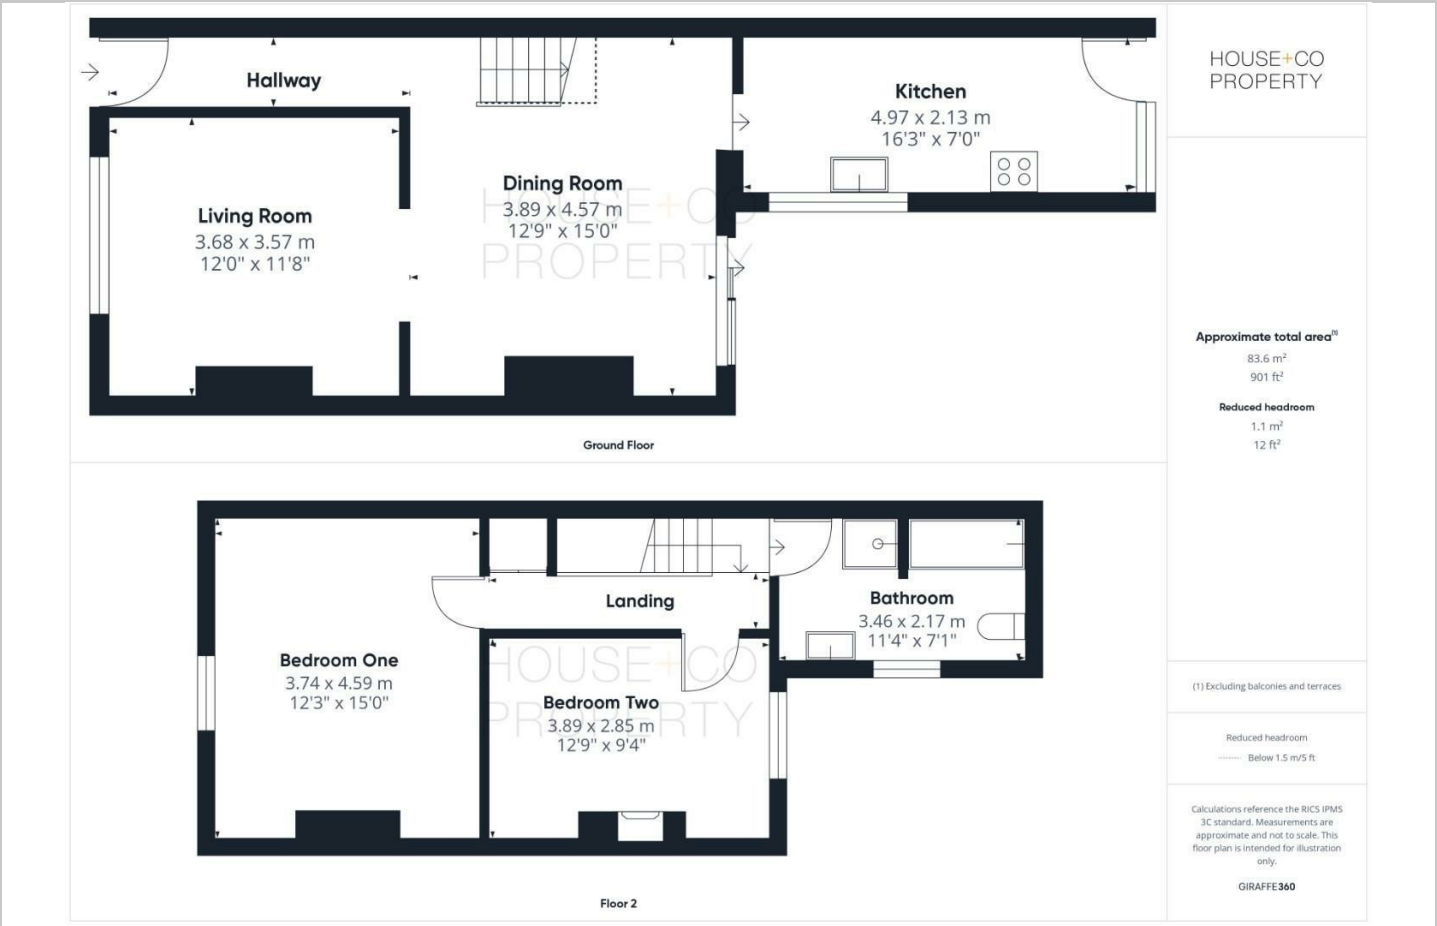 Hallway
Kitchen
4.97 x 2.13 m
16'3" x 7'0"
Dining Room
3.89 x 4.57 m
12'9" x 15'0"
Living Room
3.68 x 3.57 m
12'0" x 11'8"
HOUSE+CO
PROPERTY
Ground Floor
Landing
Bathroom
3.46 x 2.17 m
11'4" x 7'1"
Bedroom One
3.74 x 4.59 m
12'3" x 15'0"
Bedroom Two
3.89 x 2.85 m
12'9" x 9'4"
HOUSE+CO
PROPERTY
Floor 2
HOUSE+CO
PROPERTY
Approximate total area(1)
83.6 m²
901 ft²
Reduced headroom
1.1 m²
12 ft²
(1) Excluding balconies and terraces
Reduced headroom
Below 1.5 m/5 ft
Calculations reference the RICS IPMS
3C standard. Measurements are
approximate and not to scale. This
floor plan is intended for illustration
only.
GIRAFFE360